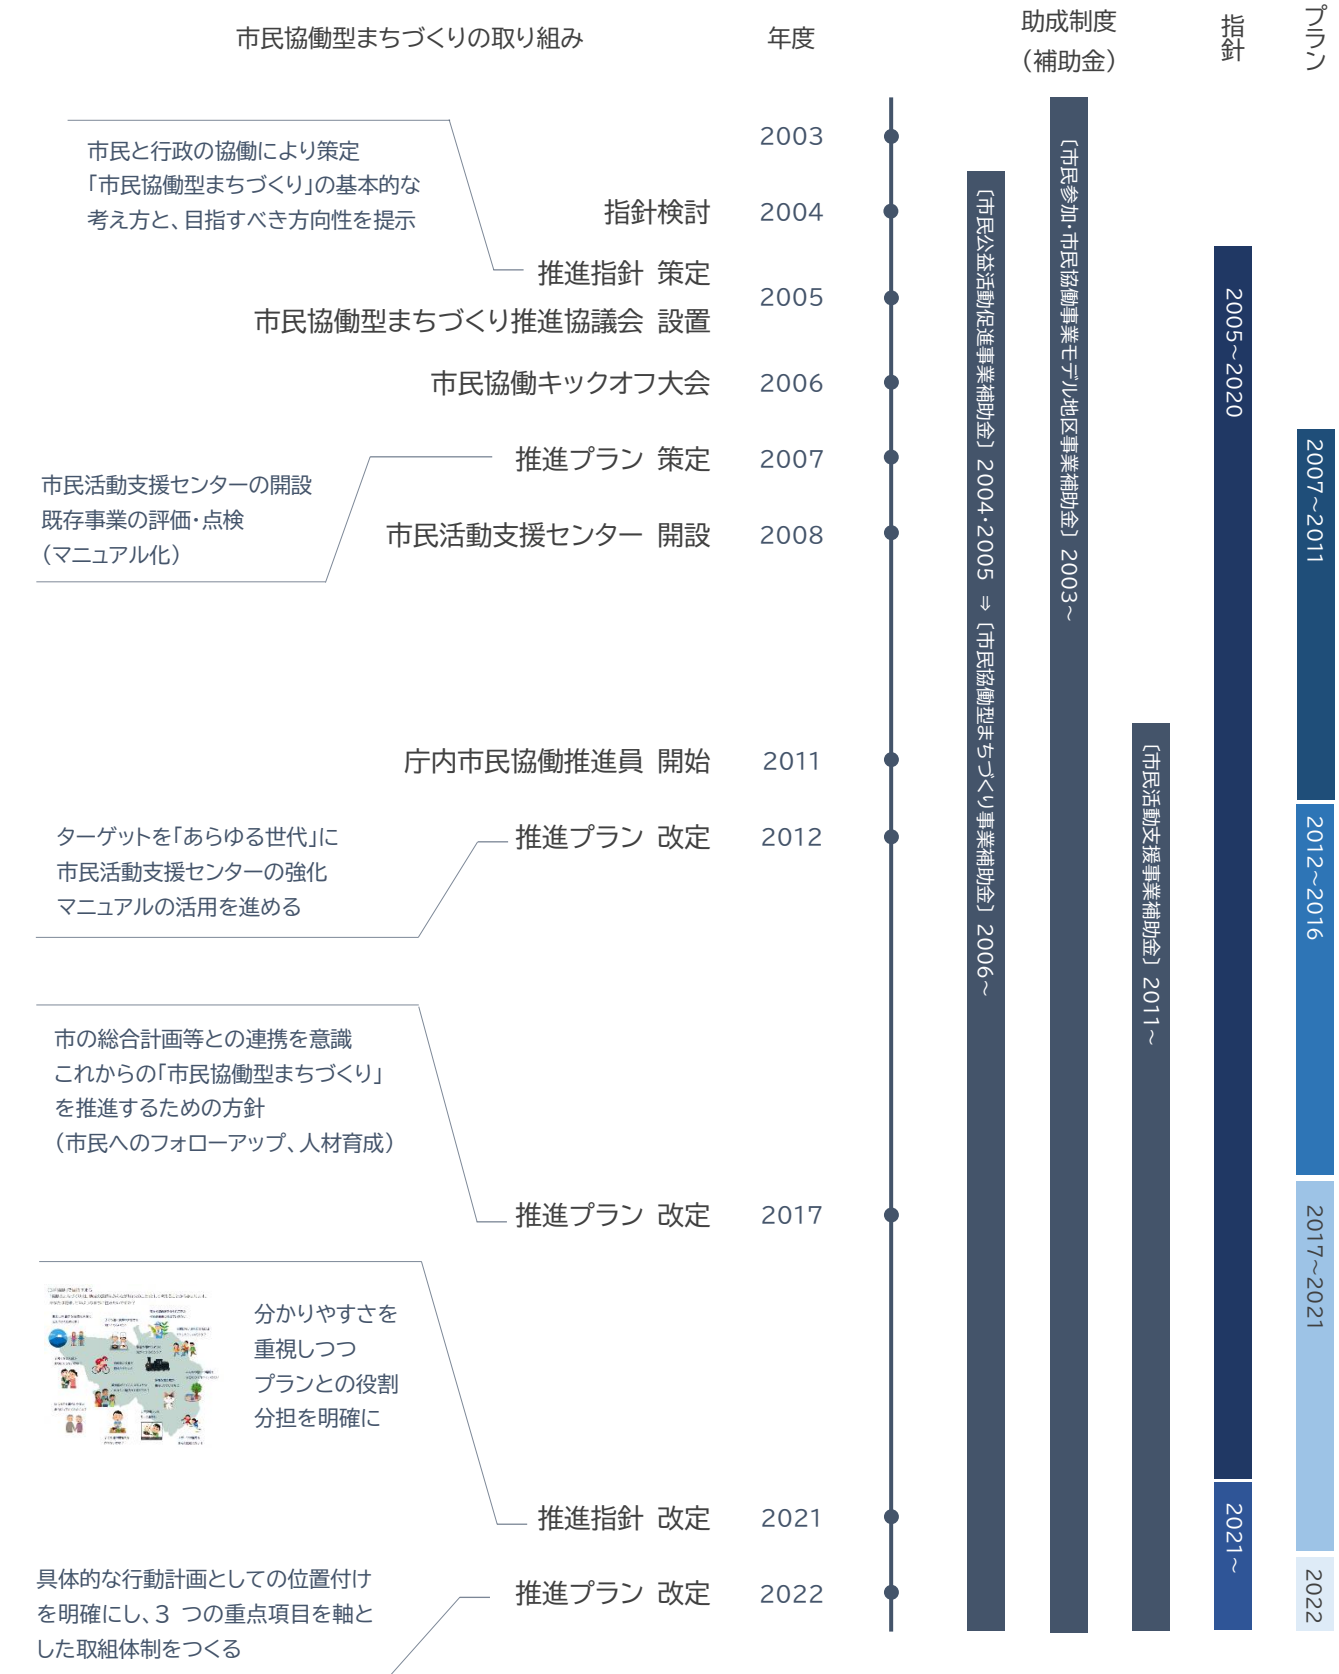 市民協働型まちづくりの取り組み
年度
助成制度
（補助金）
指針
プラン
2003
市民と行政の協働により策定
「市民協働型まちづくり」の基本的な
考え方と、目指すべき方向性を提示
指針検討
2004
推進指針 策定
2005
市民協働型まちづくり推進協議会 設置
市民協働キックオフ大会
2006
推進プラン 策定
2007
市民活動支援センターの開設
既存事業の評価・点検
（マニュアル化）
市民活動支援センター 開設
2008
庁内市民協働推進員 開始
2011
推進プラン 改定
2012
ターゲットを「あらゆる世代」に
市民活動支援センターの強化
マニュアルの活用を進める
市の総合計画等との連携を意識
これからの「市民協働型まちづくり」
を推進するための方針
（市民へのフォローアップ、人材育成）
推進プラン 改定
2017
分かりやすさを
重視しつつ
プランとの役割
分担を明確に
推進指針 改定
2021
具体的な行動計画としての位置付け
を明確にし、3 つの重点項目を軸と
した取組体制をつくる
推進プラン 改定
2022
〔市民公益活動促進事業補助金〕 2004・2005 ⇒ 〔市民協働型まちづくり事業補助金〕 2006～
〔市民参加・市民協働事業モデル地区事業補助金〕 2003～
〔市民活動支援事業補助金〕 2011～
2005～2020
2021～
2007～2011
2012～2016
2017～2021
2022